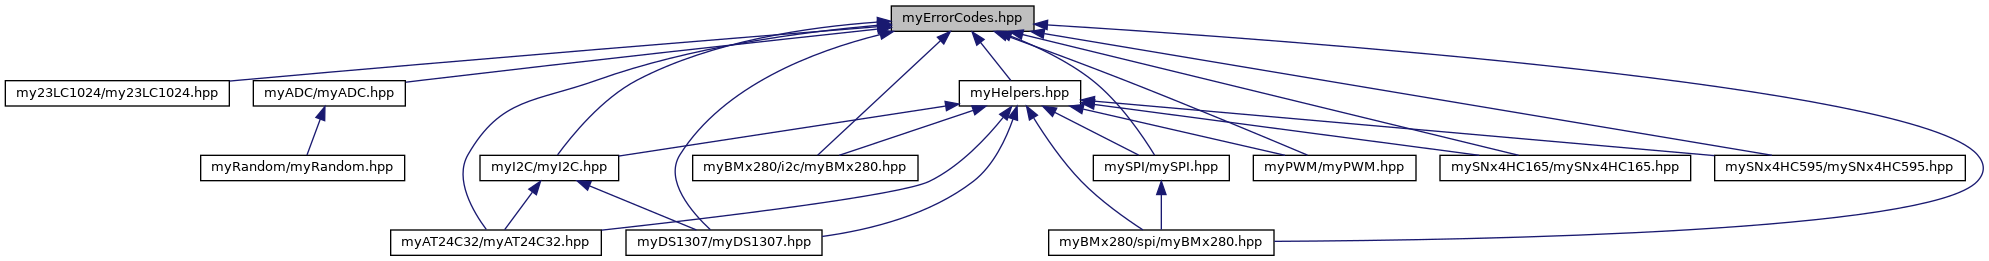 myErrorCodes.hpp
my23LC1024/my23LC1024.hpp
myADC/myADC.hpp
myHelpers.hpp
myRandom/myRandom.hpp
myI2C/myI2C.hpp
myBMx280/i2c/myBMx280.hpp
mySPI/mySPI.hpp
myPWM/myPWM.hpp
mySNx4HC165/mySNx4HC165.hpp
mySNx4HC595/mySNx4HC595.hpp
myAT24C32/myAT24C32.hpp
myDS1307/myDS1307.hpp
myBMx280/spi/myBMx280.hpp